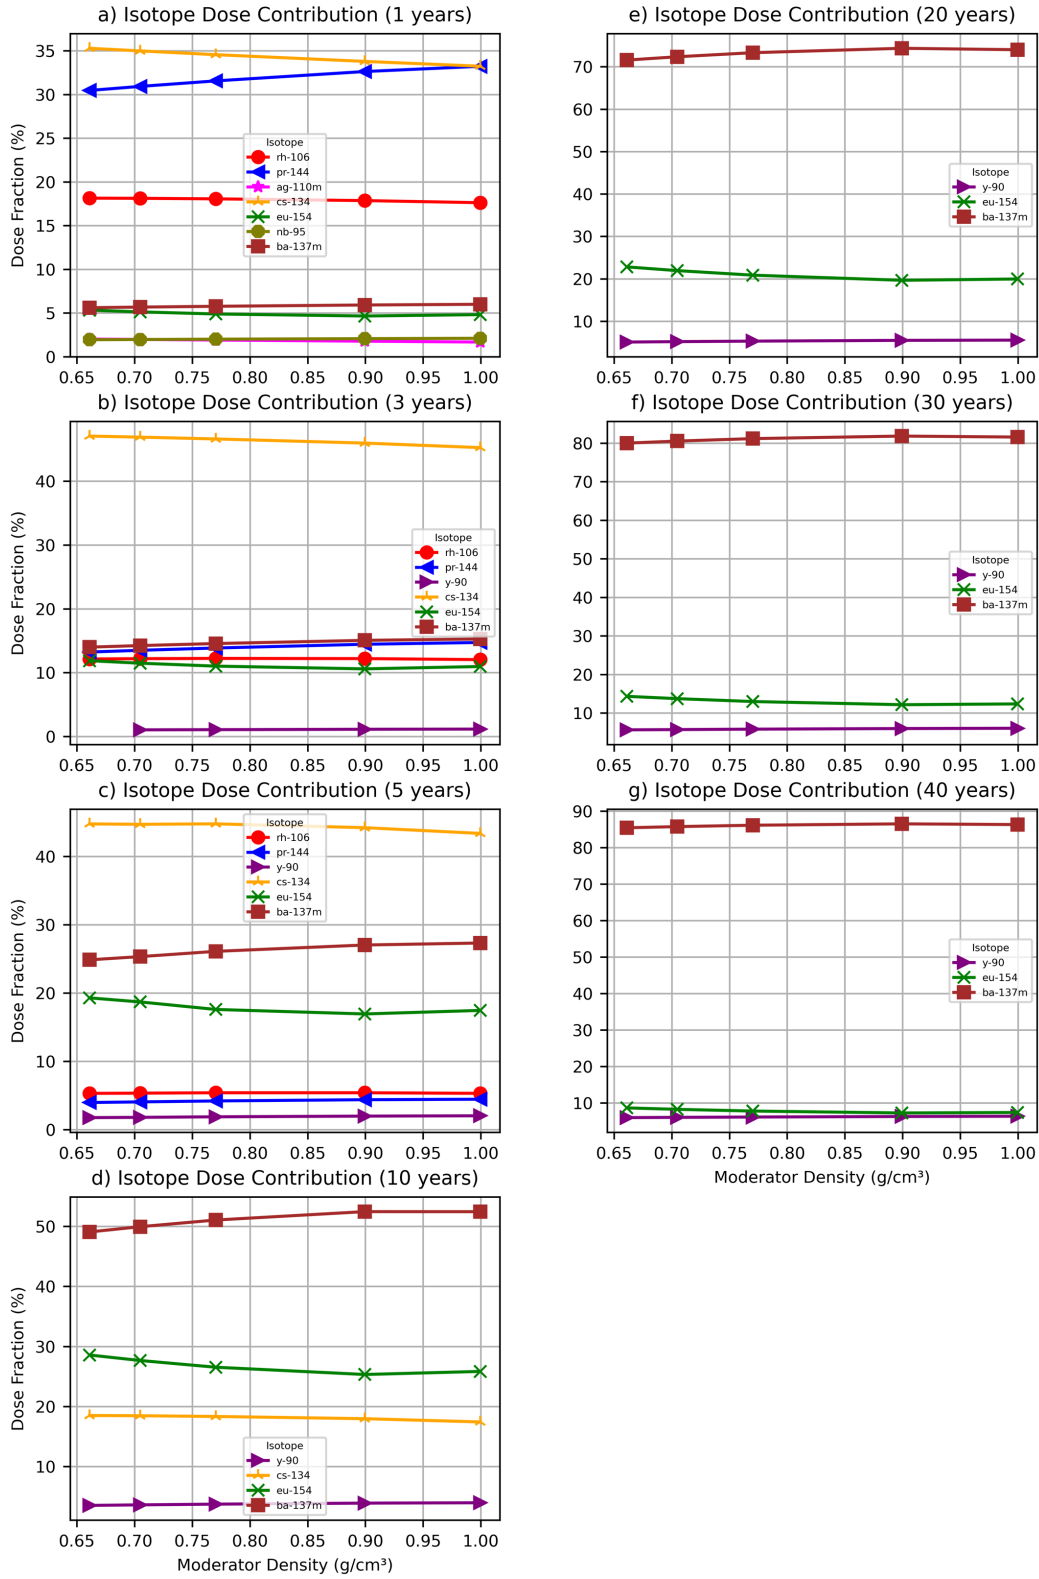 a) Isotope Dose Contribution (1 years)
35
30
25
20
15
10
5
0
Dose Fraction (%)
Isotope
rh-106
pr-144
ag-110m
cs-134
eu-154
nb-95
ba-137m
0.65 0.70 0.75 0.80 0.85 0.90 0.95 1.00
b) Isotope Dose Contribution (3 years)
40
30
20
10
0
Dose Fraction (%)
Isotope
rh-106
pr-144
y-90
cs-134
eu-154
ba-137m
0.65 0.70 0.75 0.80 0.85 0.90 0.95 1.00
c) Isotope Dose Contribution (5 years)
40
30
20
10
0
Dose Fraction (%)
Isotope
rh-106
pr-144
y-90
cs-134
eu-154
ba-137m
0.65 0.70 0.75 0.80 0.85 0.90 0.95 1.00
d) Isotope Dose Contribution (10 years)
50
40
30
20
10
Dose Fraction (%)
Isotope
y-90
cs-134
eu-154
ba-137m
0.65 0.70 0.75 0.80 0.85 0.90 0.95 1.00
Moderator Density (g/cm³)
e) Isotope Dose Contribution (20 years)
70
60
50
40
30
20
10
Isotope
y-90
eu-154
ba-137m
0.65 0.70 0.75 0.80 0.85 0.90 0.95 1.00
f) Isotope Dose Contribution (30 years)
80
70
60
50
40
30
20
10
Isotope
y-90
eu-154
ba-137m
0.65 0.70 0.75 0.80 0.85 0.90 0.95 1.00
g) Isotope Dose Contribution (40 years)
90
80
70
60
50
40
30
20
10
Isotope
y-90
eu-154
ba-137m
0.65 0.70 0.75 0.80 0.85 0.90 0.95 1.00
Moderator Density (g/cm³)